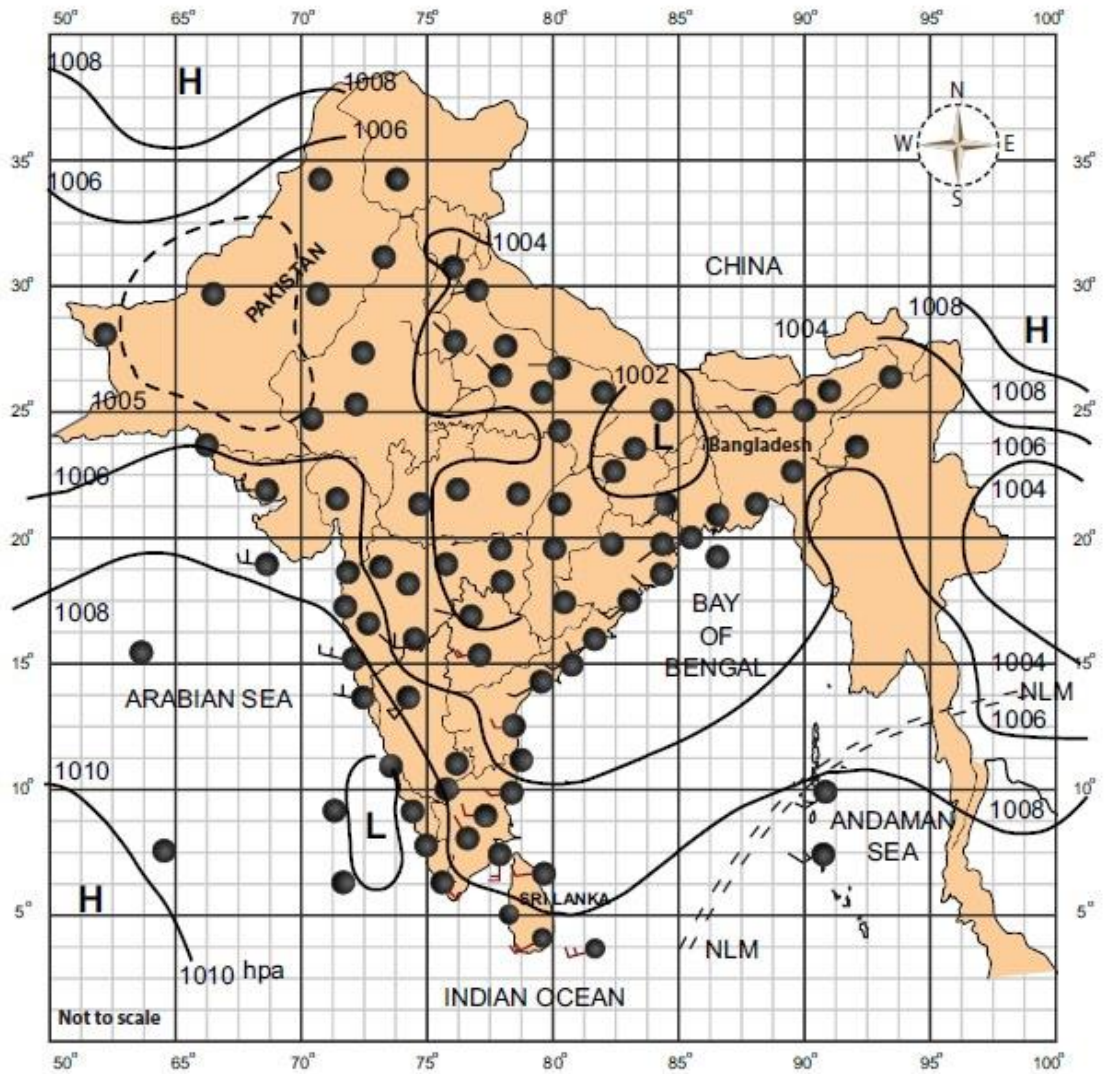 50° 65° 70° 75° 80° 85° 90° 95° 100°
1008
H
1008
N
1006
W E
35° 35°
1006
S
1004
CHINA
PAKISTAN
30° 30°
1008
1004
H
1002
1005
1008
25° 25°
L
Bangladesh
1006
1006
1004
20° 20°
BAY
1008
OF
BENGAL
15° 1004 15°
ARABIAN SEA
NLM
1006
1010
10° 10°
1008
L
ANDAMAN
SEA
H
SRI LANKA
5° 5°
NLM
1010 hpa
INDIAN OCEAN
Not to scale
50° 65° 70° 75° 80° 85° 90° 95° 100°